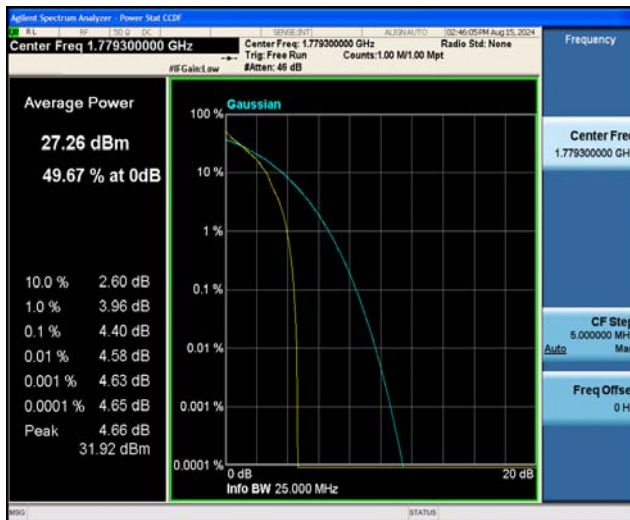 Agilent Spectrum Analyzer - Power Stat CCDF
RL RF 50 Ω DC SENSE:INT ALIGN AUTO 02:46:05 PM Aug 15, 2024
Center Freq 1.779300000 GHz
Center Freq: 1.779300000 GHz Radio Std: None
Trig: Free Run Counts:1.00 M/1.00 Mpt
#IFGain:Low #Atten: 46 dB
Frequency
Average Power
27.26 dBm
49.67 % at 0dB
10.0 % 2.60 dB
1.0 % 3.96 dB
0.1 % 4.40 dB
0.01 % 4.58 dB
0.001 % 4.63 dB
0.0001 % 4.65 dB
Peak 4.66 dB
31.92 dBm
Gaussian
100 %
10 %
1 %
0.1 %
0.01 %
0.001 %
0.0001 %
0 dB 20 dB
Info BW 25.000 MHz
Center Fre
1.779300000 GH
CF Step
5.000000 MH
Auto Ma
Freq Offse
0 H
MSG STATUS